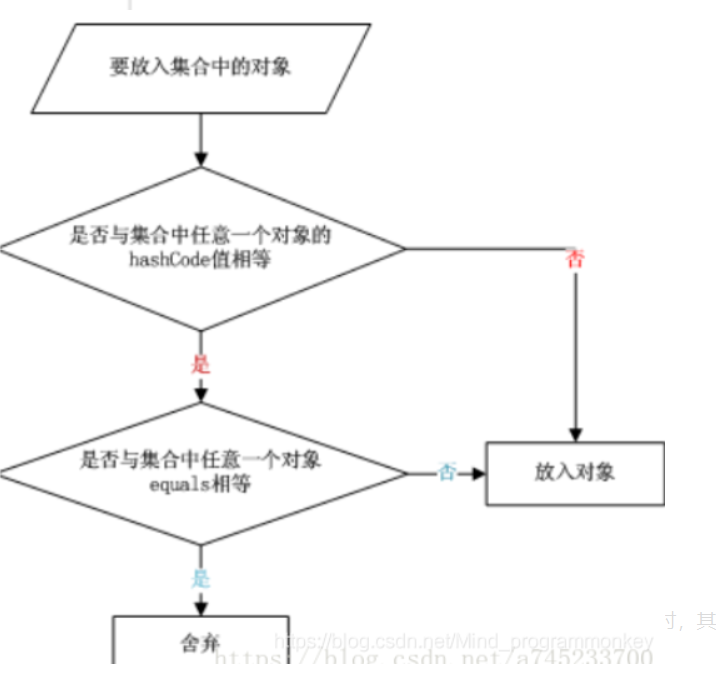 要放入集合中的对象
是否与集合中任意一个对象的
hashCode值相等
否
是
是否与集合中任意一个对象
equals相等
否
放入对象
是
舍弃
时，其
https://blog.csdn.net/Mind_programmonkey
https://blog.csdn.net/a745233700